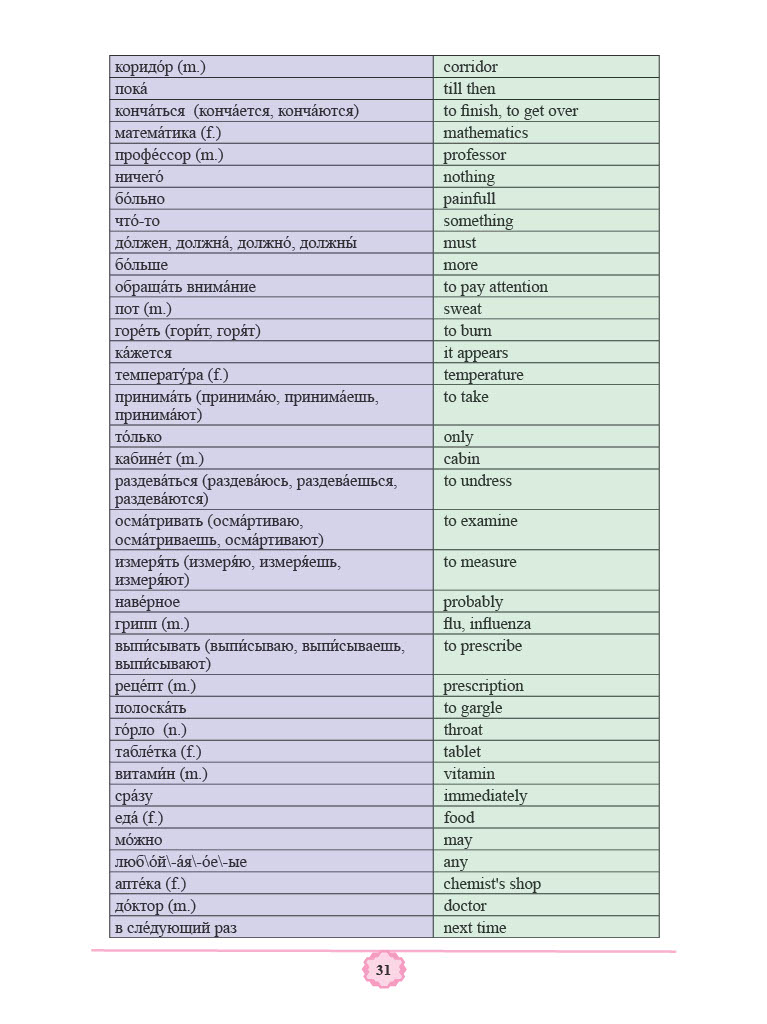 коридо́р (m.) corridor
пока́ till then
конча́ться (конча́ется, конча́ются) to finish, to get over
матема́тика (f.) mathematics
профе́ссор (m.) professor
ничего́ nothing
бо́льно painfull
что́-то something
до́лжен, должна́, должно́, должны́ must
бо́льше more
обраща́ть внима́ние to pay attention
пот (m.) sweat
горе́ть (гори́т, горя́т) to burn
ка́жется it appears
температу́ра (f.) temperature
принима́ть (принима́ю, принима́ешь, to take
принима́ют)
то́лько only
кабине́т (m.) cabin
раздева́ться (раздева́юсь, раздева́ешься, to undress
раздева́ются)
осма́тривать (осма́ртиваю, to examine
осма́триваешь, осма́ртивают)
измеря́ть (измеря́ю, измеря́ешь, to measure
измеря́ют)
наве́рное probably
грипп (m.) flu, influenza
выпи́сывать (выпи́сываю, выпи́сываешь, to prescribe
выпи́сывают)
реце́пт (m.) prescription
полоска́ть to gargle
го́рло (n.) throat
табле́тка (f.) tablet
витами́н (m.) vitamin
сра́зу immediately
еда́ (f.) food
мо́жно may
люб\о́й\-а́я\-о́е\-ые any
апте́ка (f.) chemist's shop
до́ктор (m.) doctor
в сле́дующий раз next time
31